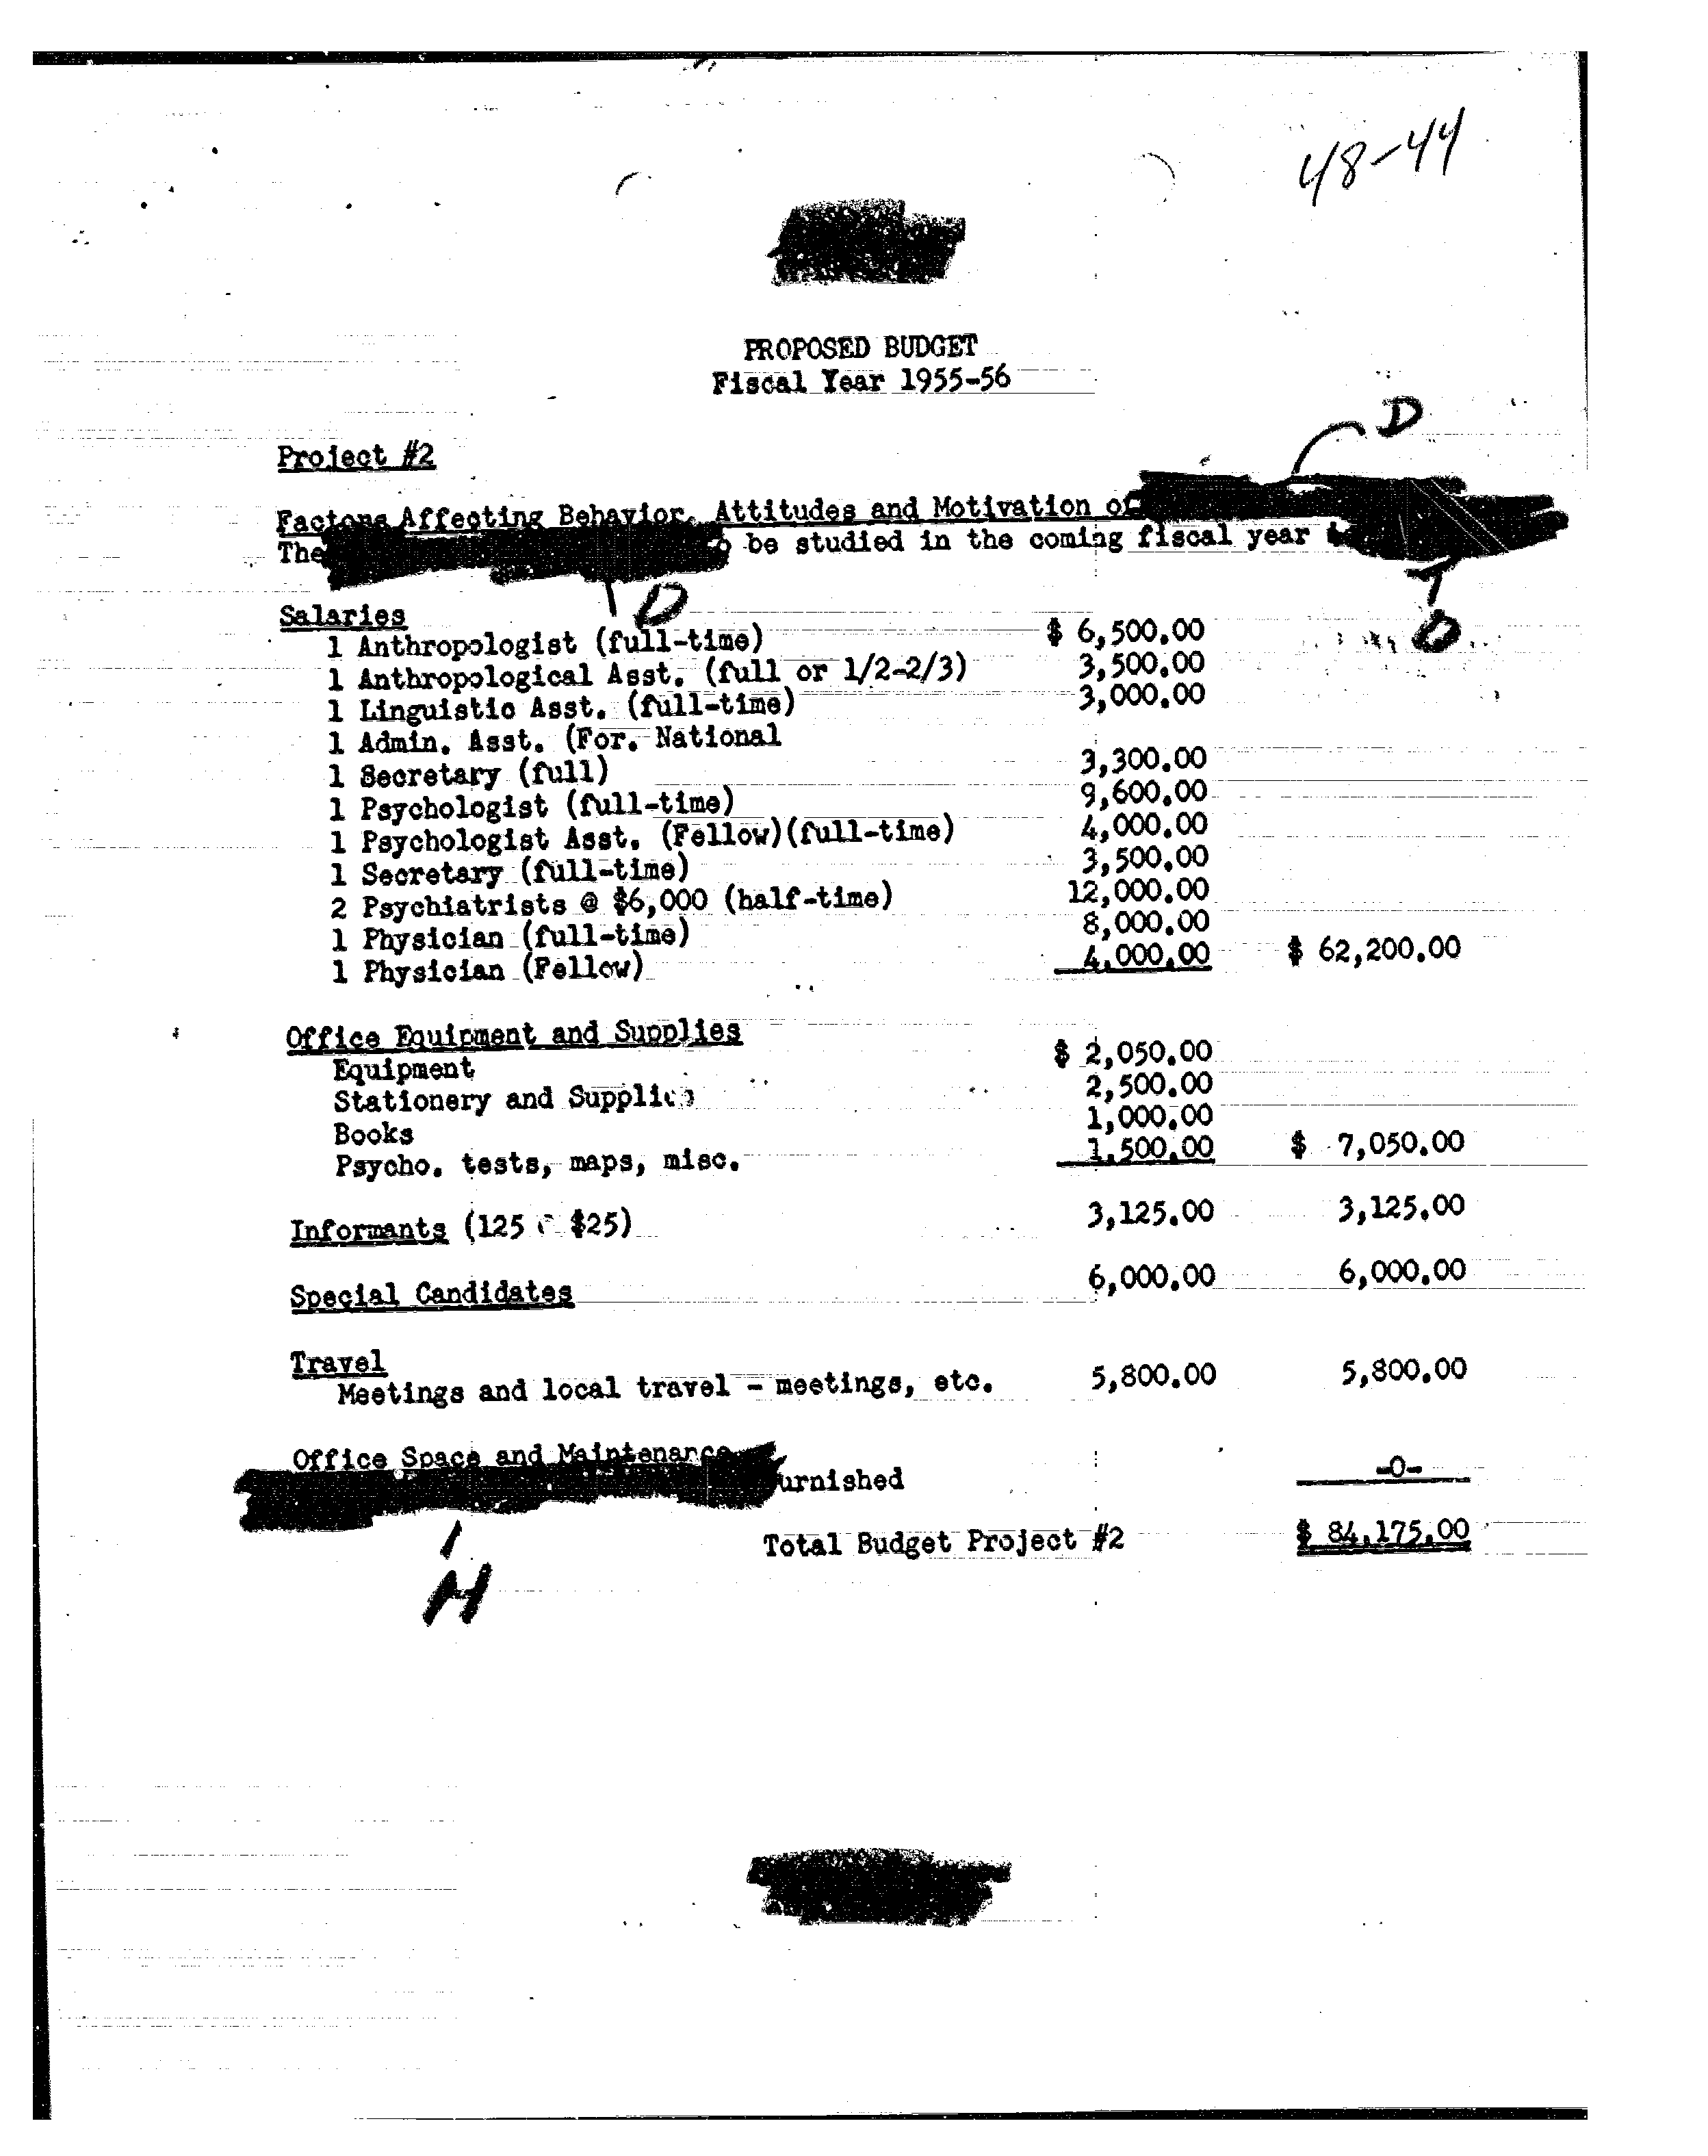 48-44
PROPOSED BUDGET
Fiscal Year 1955-56
D
Project #2
Factors Affecting Behavior, Attitudes and Motivation of
The be studied in the coming fiscal year
D
D
Salaries
1 Anthropologist (full-time) $ 6,500.00
1 Anthropological Asst. (full or 1/2-2/3) 3,500.00
1 Linguistic Asst. (full-time) 3,000.00
1 Admin. Asst. (For. National
1 Secretary (full) 3,300.00
1 Psychologist (full-time) 9,600.00
1 Psychologist Asst. (Fellow)(full-time) 4,000.00
1 Secretary (full-time) 3,500.00
2 Psychiatrists @ $6,000 (half-time) 12,000.00
1 Physician (full-time) 8,000.00
1 Physician (Fellow) 4,000.00 $ 62,200.00
Office Equipment and Supplies
Equipment $ 2,050.00
Stationery and Supplies 2,500.00
Books 1,000.00
Psycho. tests, maps, misc. 1,500.00 $ 7,050.00
Informants (125 @ $25) 3,125.00 3,125.00
Special Candidates 6,000.00 6,000.00
Travel
Meetings and local travel - meetings, etc. 5,800.00 5,800.00
Office Space and Maintenance
urnished -0-
Total Budget Project #2 $ 84,175.00
H